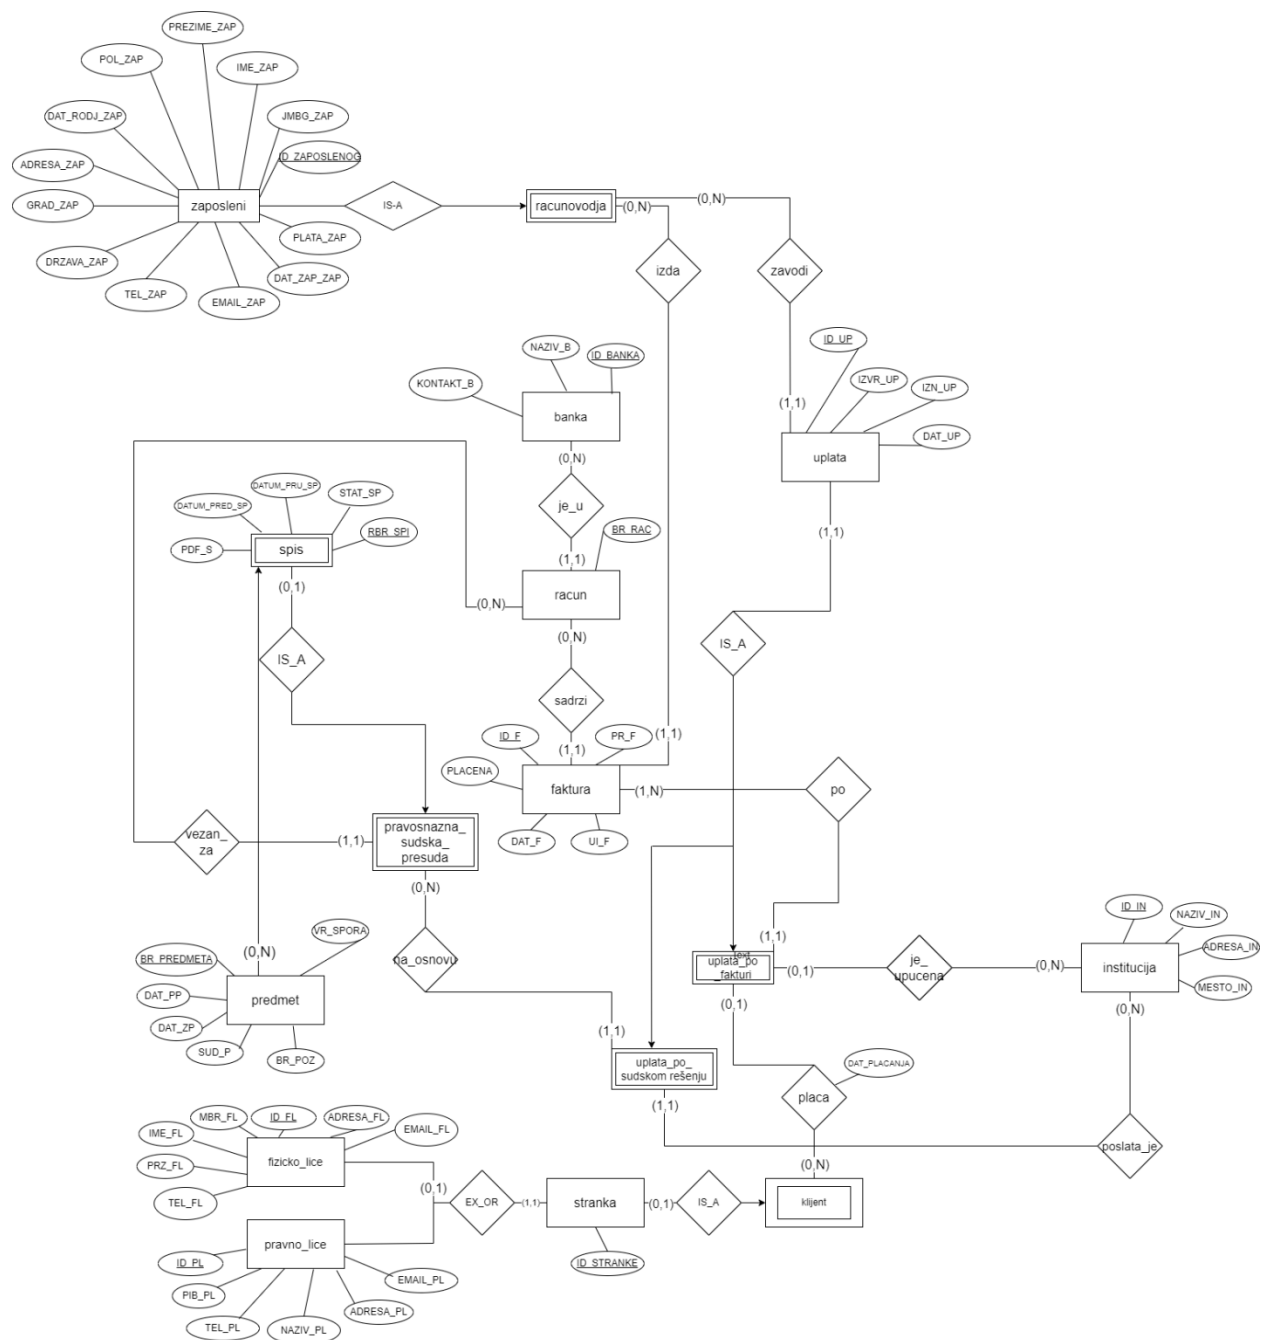 PREZIME_ZAP
POL_ZAP
IME_ZAP
DAT_RODJ_ZAP
JMBG_ZAP
ID_ZAPOSLENOG
ADRESA_ZAP
GRAD_ZAP
zaposleni
IS-A
racunovodja
(0,N)
(0,N)
PLATA_ZAP
DRZAVA_ZAP
DAT_ZAP_ZAP
TEL_ZAP
EMAIL_ZAP
izda
zavodi
ID_UP
NAZIV_B
ID_BANKA
KONTAKT_B
IZVR_UP
IZN_UP
(1,1)
banka
DAT_UP
uplata
(0,N)
DATUM_PRU_SP
STAT_SP
DATUM_PRED_SP
je_u
BR_RAC
RBR_SPI
(1,1)
PDF_S
spis
(1,1)
(0,1)
racun
(0,N)
(0,N)
IS_A
IS_A
sadrzi
ID_F
PR_F
(1,1)
(1,1)
PLACENA
faktura
(1,N)
po
DAT_F
UI_F
vezan_
za
(1,1)
pravosnazna_
sudska_
presuda
(0,N)
ID_IN
NAZIV_IN
VR_SPORA
(0,N)
(1,1)
ADRESA_IN
BR_PREDMETA
na_osnovu
text
uplata_po
_fakturi
(0,1)
je_
upucena
(0,N)
institucija
DAT_PP
predmet
MESTO_IN
(0,1)
(0,N)
DAT_ZP
(1,1)
SUD_P
BR_POZ
uplata_po_
sudskom rešenju
DAT_PLACANJA
placa
(1,1)
MBR_FL
ID_FL
ADRESA_FL
EMAIL_FL
IME_FL
poslata_je
fizicko_lice
PRZ_FL
(0,N)
(0,1)
TEL_FL
EX_OR
(1,1)
stranka
(0,1)
IS_A
klijent
pravno_lice
ID_PL
ID_STRANKE
EMAIL_PL
PIB_PL
ADRESA_PL
TEL_PL
NAZIV_PL